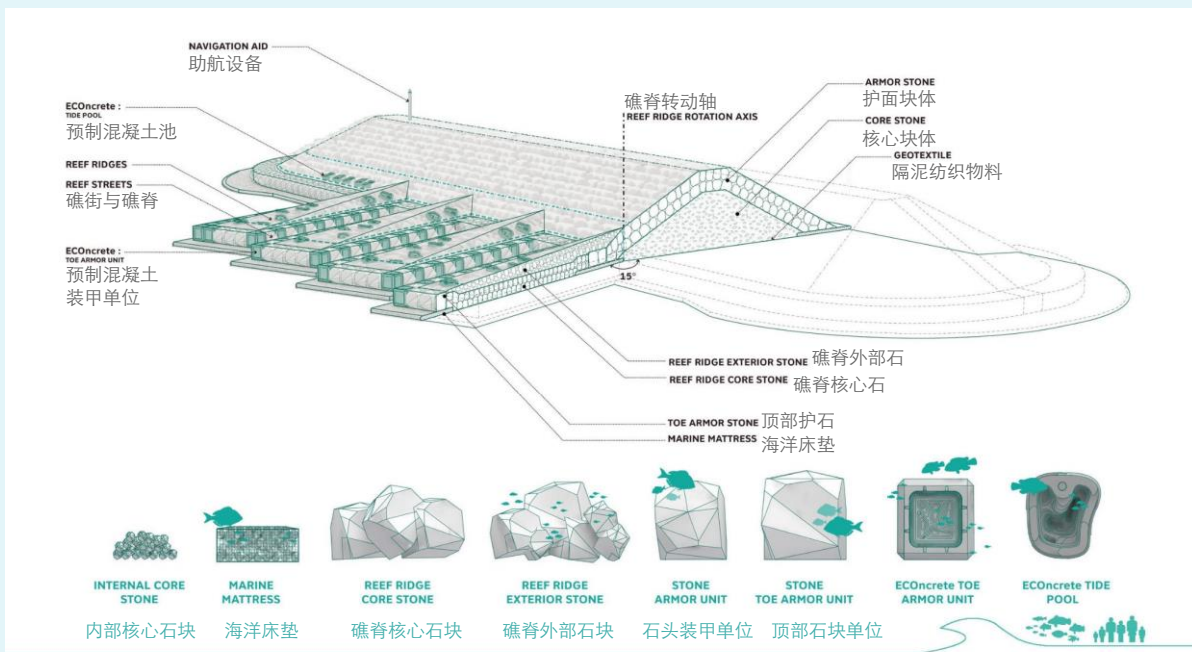 NAVIGATION AID
助航设备
ECOncrete :
TIDE POOL
预制混凝土池
REEF RIDGES
REEF STREETS
礁街与礁脊
ECOncrete :
TOE ARMOR UNIT
预制混凝土
装甲单位
礁脊转动轴
REEF RIDGE ROTATION AXIS
ARMOR STONE
护面块体
CORE STONE
核心块体
GEOTEXTILE
隔泥纺织物料
15°
REEF RIDGE EXTERIOR STONE 礁脊外部石
REEF RIDGE CORE STONE 礁脊核心石
TOE ARMOR STONE 顶部护石
MARINE MATTRESS 海洋床垫
INTERNAL CORE
STONE
内部核心石块
MARINE
MATTRESS
海洋床垫
REEF RIDGE
CORE STONE
礁脊核心石块
REEF RIDGE
EXTERIOR STONE
礁脊外部石块
STONE
ARMOR UNIT
石头装甲单位
STONE
TOE ARMOR UNIT
顶部石块单位
ECOncrete TOE
ARMOR UNIT
ECOncrete TIDE
POOL